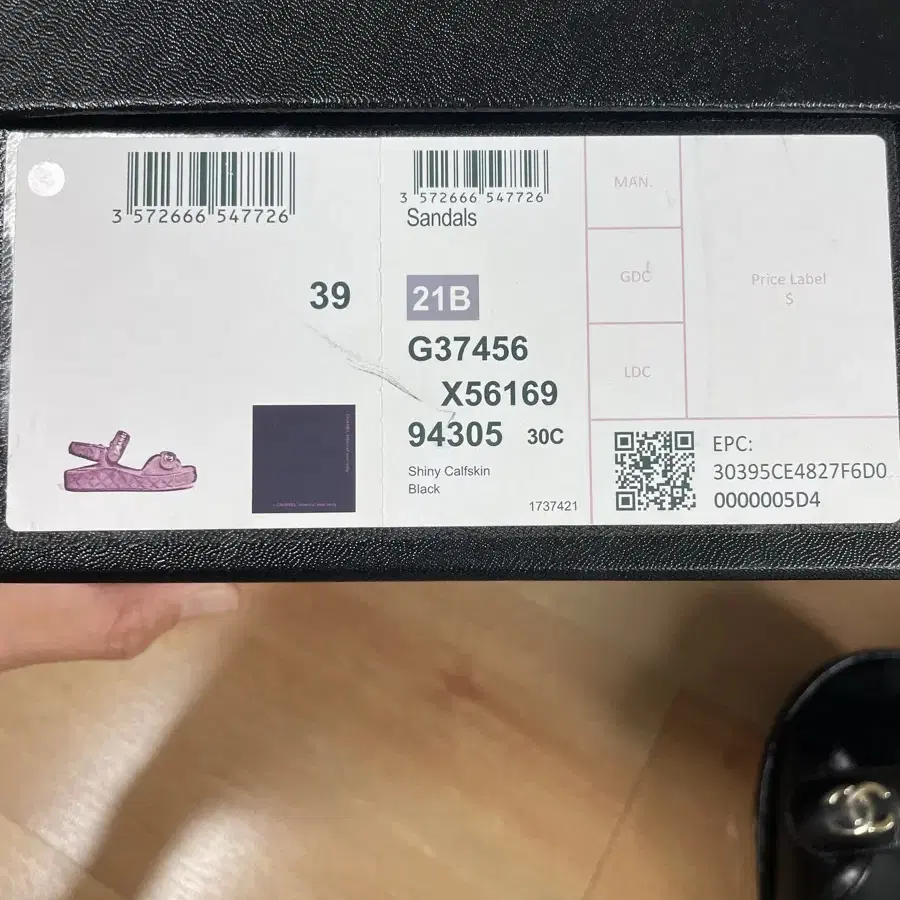 3 572666 547726
39
3 572666 547726
Sandals
21B
G37456
X56169
94305 30C
Shiny Calfskin
Black
1737421
MAN.
GDC
LDC
Price Label
$
EPC:
30395CE4827F6D0
0000005D4